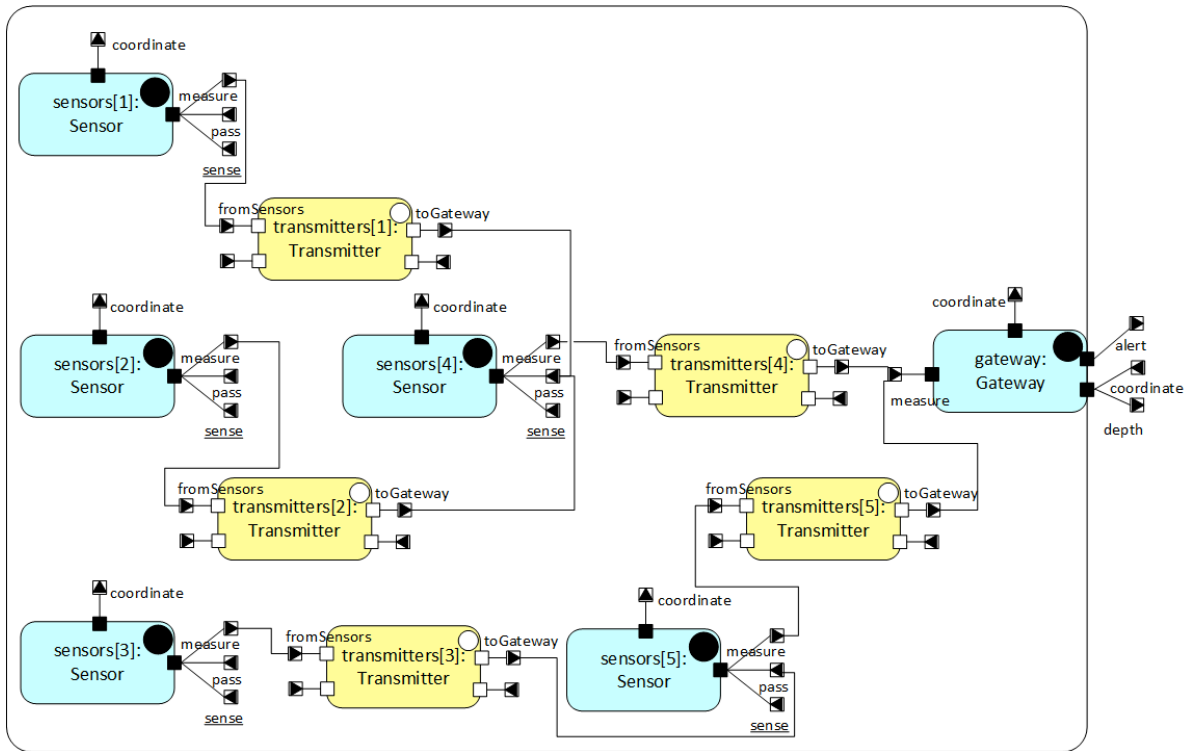 coordinate
sensors[1]:
Sensor
measure
pass
sense
fromSensors
transmitters[1]:
Transmitter
toGateway
coordinate
sensors[2]:
Sensor
measure
pass
sense
coordinate
sensors[4]:
Sensor
measure
pass
sense
fromSensors
transmitters[4]:
Transmitter
toGateway
coordinate
gateway:
Gateway
measure
alert
coordinate
depth
fromSensors
transmitters[2]:
Transmitter
toGateway
fromSensors
transmitters[5]:
Transmitter
toGateway
coordinate
sensors[3]:
Sensor
measure
pass
sense
fromSensors
transmitters[3]:
Transmitter
toGateway
coordinate
sensors[5]:
Sensor
measure
pass
sense